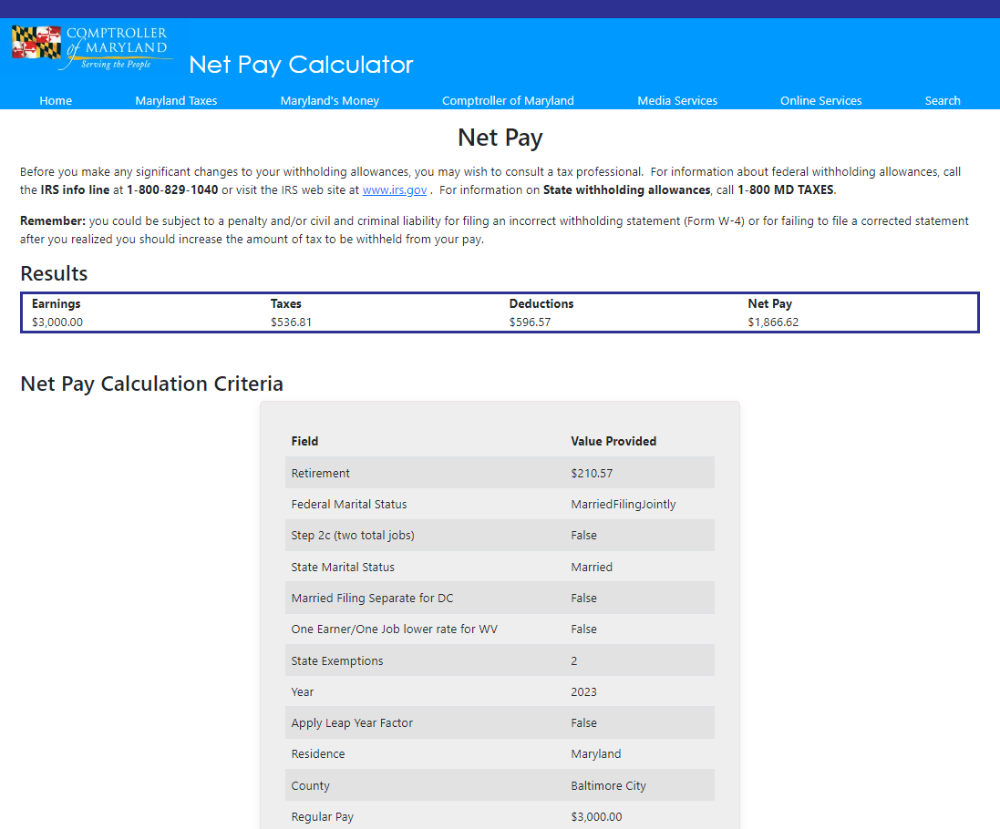 COMPTROLLER
of MARYLAND
Serving the People
Net Pay Calculator
Home Maryland Taxes Maryland's Money Comptroller of Maryland Media Services Online Services Search
Net Pay
Before you make any significant changes to your withholding allowances, you may wish to consult a tax professional. For information about federal withholding allowances, call
the IRS info line at 1-800-829-1040 or visit the IRS web site at www.irs.gov . For information on State withholding allowances, call 1-800 MD TAXES.
Remember: you could be subject to a penalty and/or civil and criminal liability for filing an incorrect withholding statement (Form W-4) or for failing to file a corrected statement
after you realized you should increase the amount of tax to be withheld from your pay.
Results
Earnings Taxes Deductions Net Pay
$3,000.00 $536.81 $596.57 $1,866.62
Net Pay Calculation Criteria
Field Value Provided
Retirement $210.57
Federal Marital Status MarriedFilingJointly
Step 2c (two total jobs) False
State Marital Status Married
Married Filing Separate for DC False
One Earner/One Job lower rate for WV False
State Exemptions 2
Year 2023
Apply Leap Year Factor False
Residence Maryland
County Baltimore City
Regular Pay $3,000.00